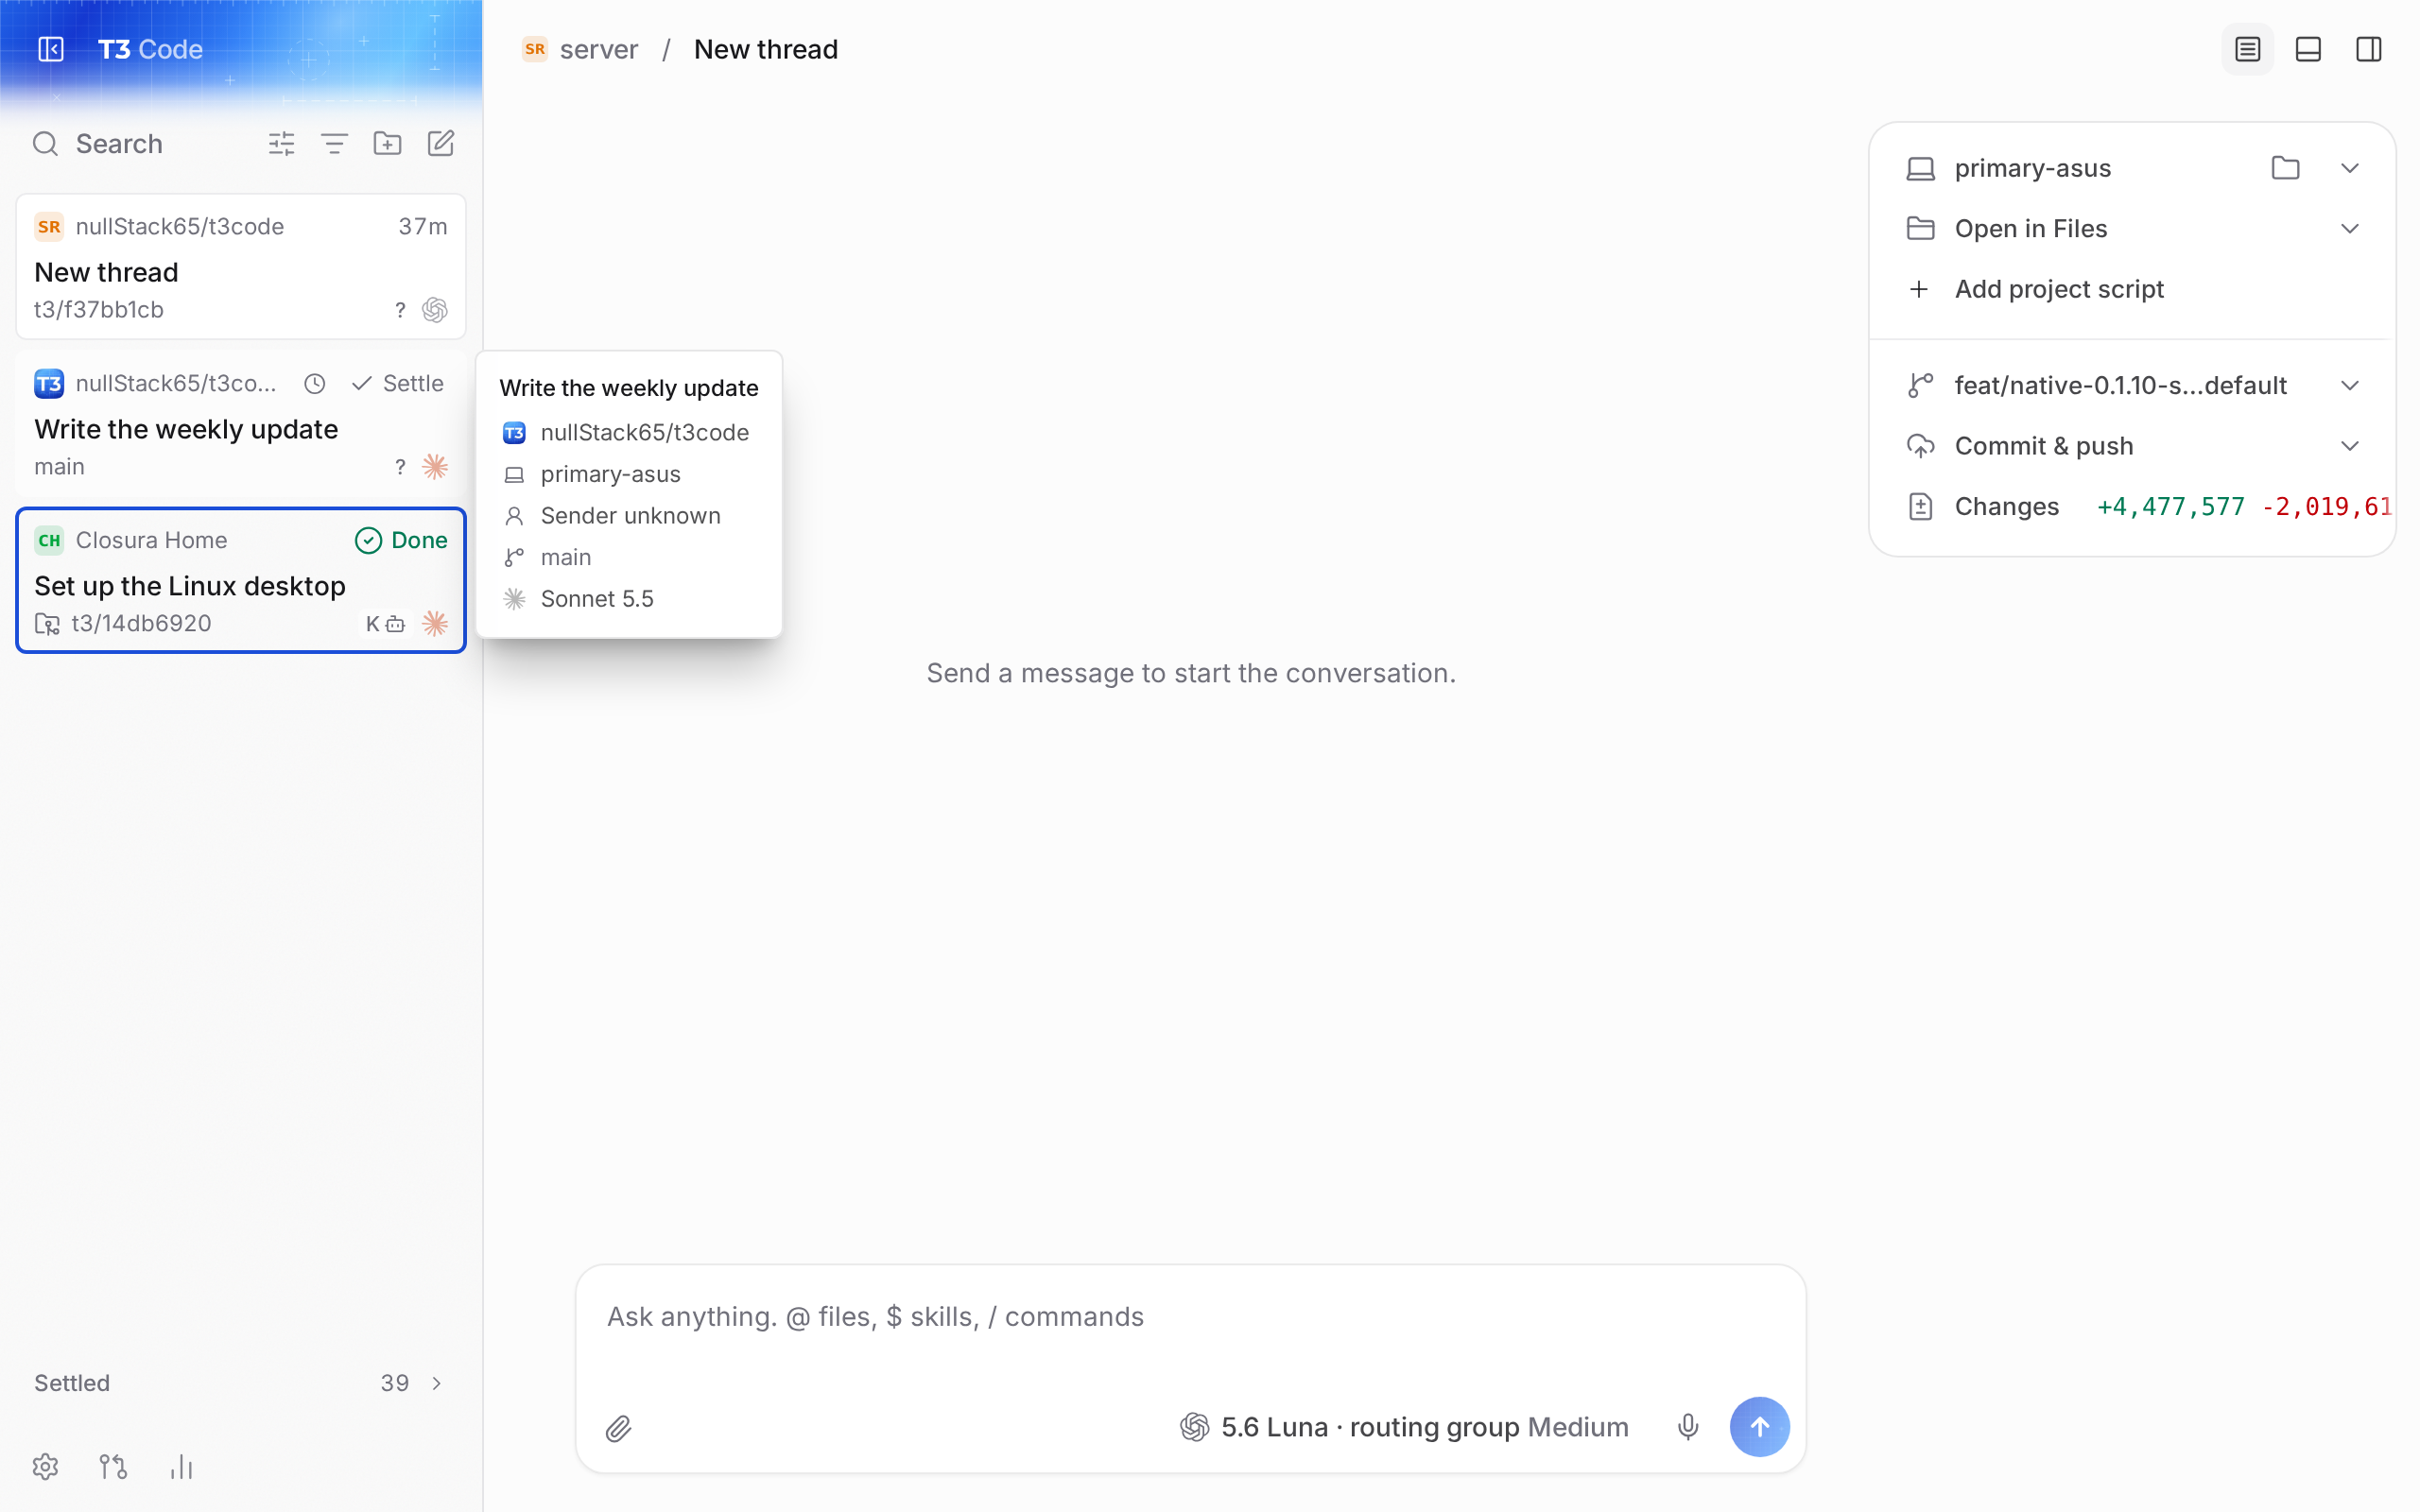 T3 Code
Search
SR nullStack65/t3code 37m
New thread
t3/f37bb1cb ?
T3 nullStack65/t3co... Settle
Write the weekly update
main ?
CH Closura Home Done
Set up the Linux desktop
t3/14db6920 K
Settled 39
SR server / New thread
Write the weekly update
T3 nullStack65/t3code
primary-asus
Sender unknown
main
Sonnet 5.5
Send a message to start the conversation.
primary-asus
Open in Files
Add project script
feat/native-0.1.10-s...default
Commit & push
Changes +4,477,577 -2,019,61
Ask anything. @ files, $ skills, / commands
5.6 Luna · routing group Medium